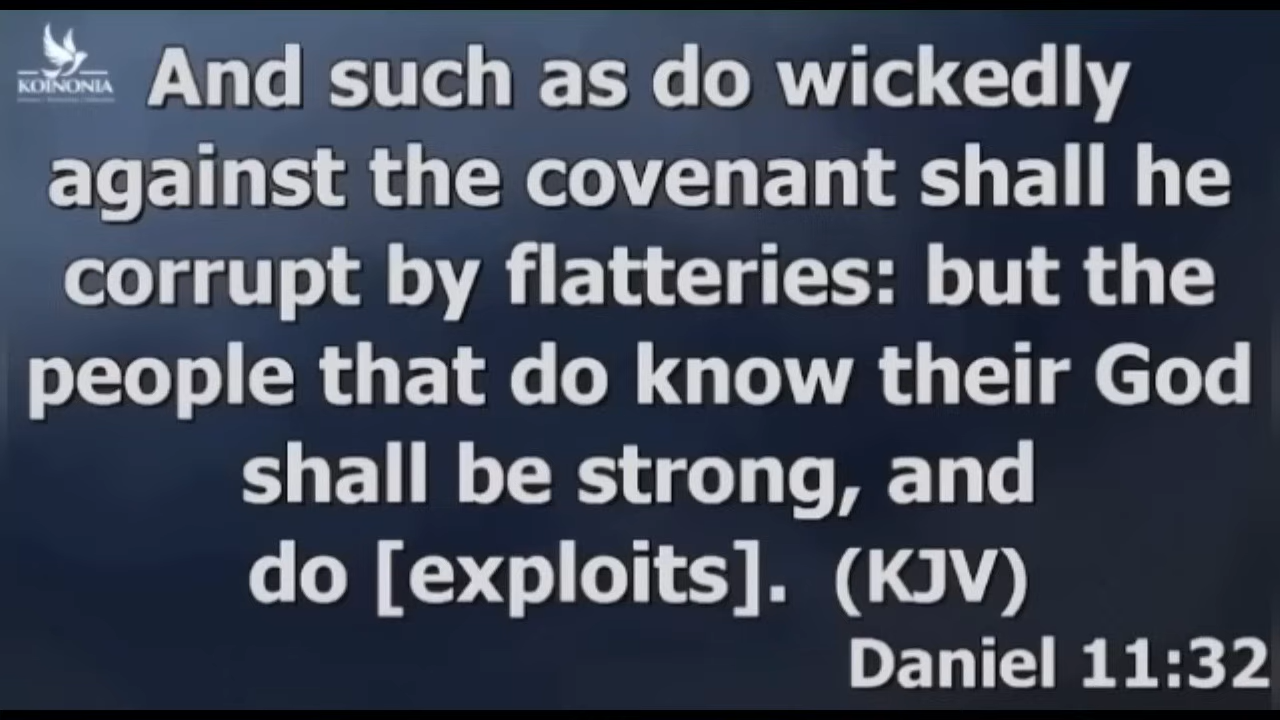 KOINONIA
And such as do wickedly
against the covenant shall he
corrupt by flatteries: but the
people that do know their God
shall be strong, and
do [exploits]. (KJV)
Daniel 11:32